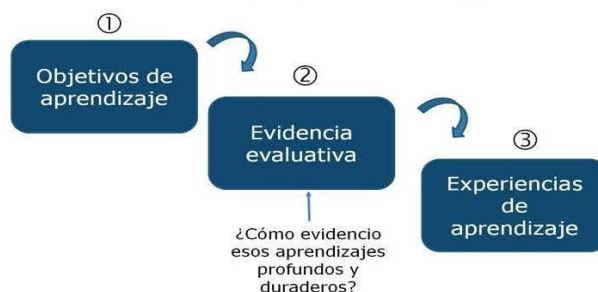 ①
Objetivos de
aprendizaje
②
Evidencia
evaluativa
¿Cómo evidencio
esos aprendizajes
profundos y
duraderos?
③
Experiencias
de
aprendizaje